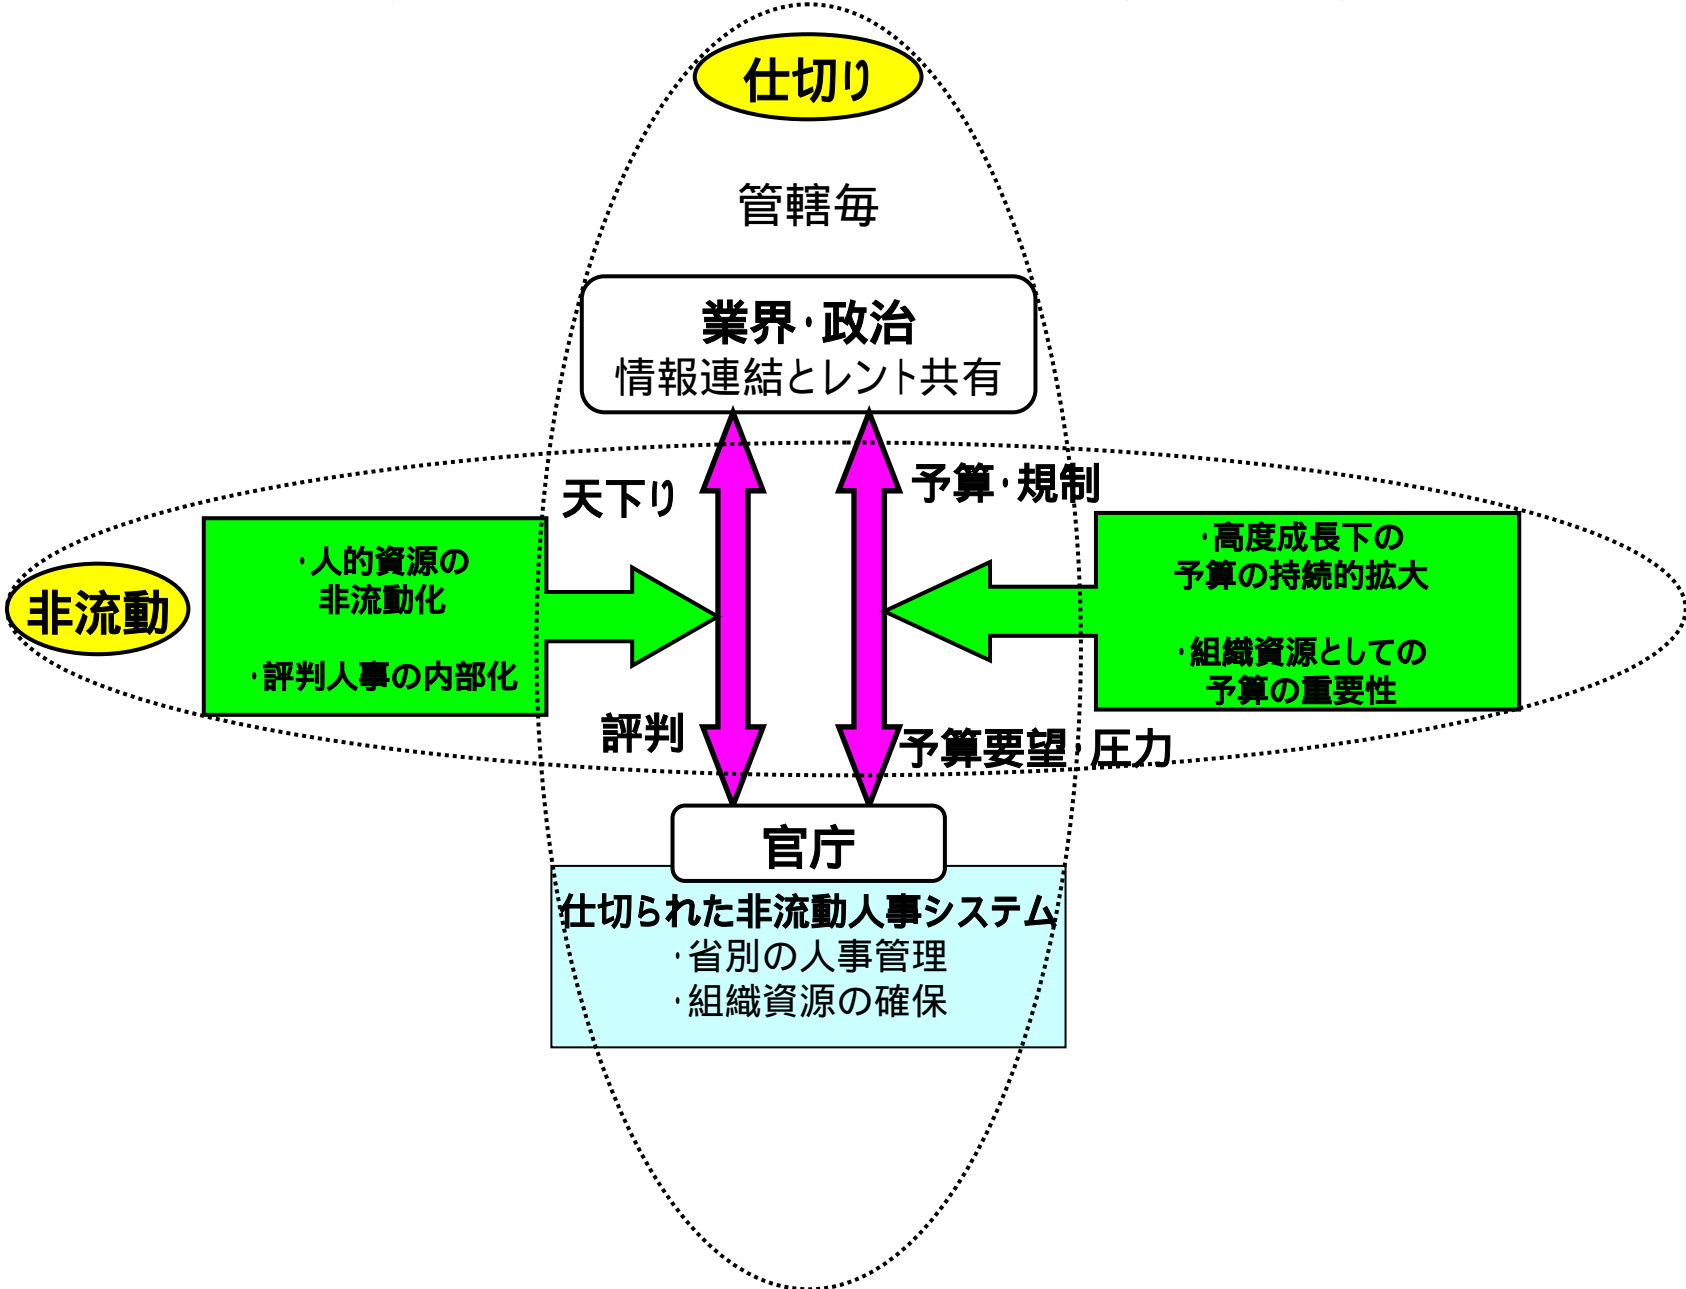 仕切り
管轄毎
業界・政治
情報連結とレント共有
天下り
予算・規制
非流動
・人的資源の
非流動化
・評判人事の内部化
・高度成長下の
予算の持続的拡大
・組織資源としての
予算の重要性
評判
予算要望・圧力
官庁
仕切られた非流動人事システム
・省別の人事管理
・組織資源の確保